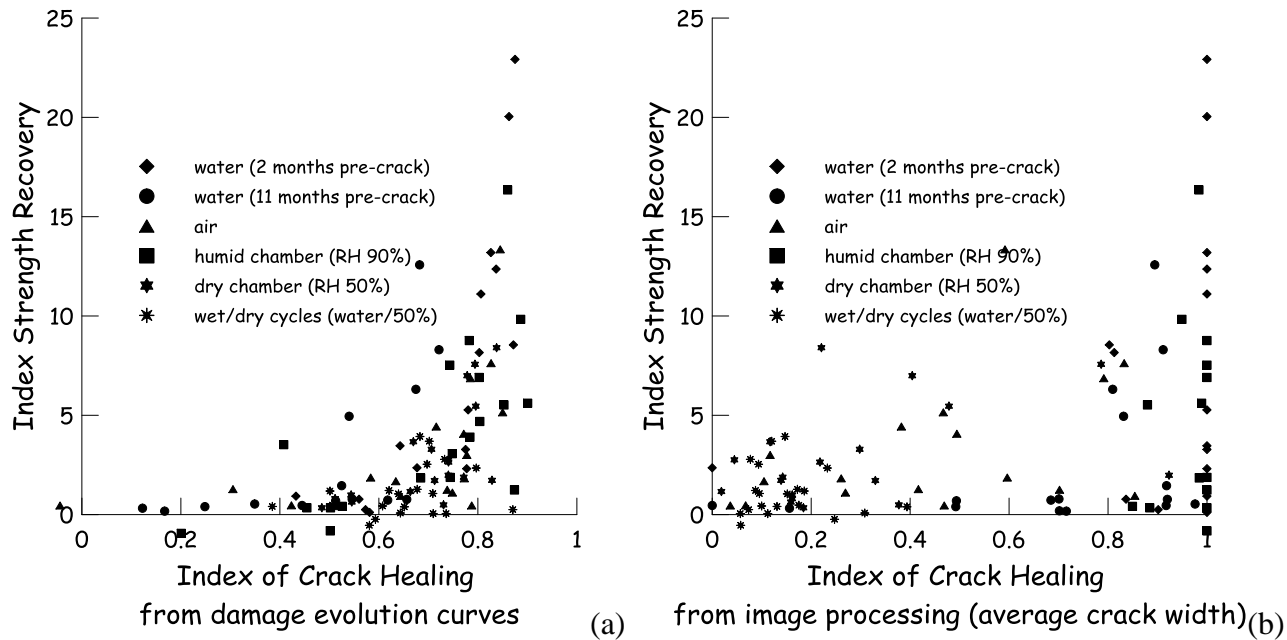 25
20
15
10
5
0
Index Strength Recovery
water (2 months pre-crack)
water (11 months pre-crack)
air
humid chamber (RH 90%)
dry chamber (RH 50%)
wet/dry cycles (water/50%)
0 0.2 0.4 0.6 0.8 1
Index of Crack Healing
from damage evolution curves
(a)
25
20
15
10
5
0
Index Strength Recovery
water (2 months pre-crack)
water (11 months pre-crack)
air
humid chamber (RH 90%)
dry chamber (RH 50%)
wet/dry cycles (water/50%)
0 0.2 0.4 0.6 0.8 1
Index of Crack Healing
from image processing (average crack width)
(b)